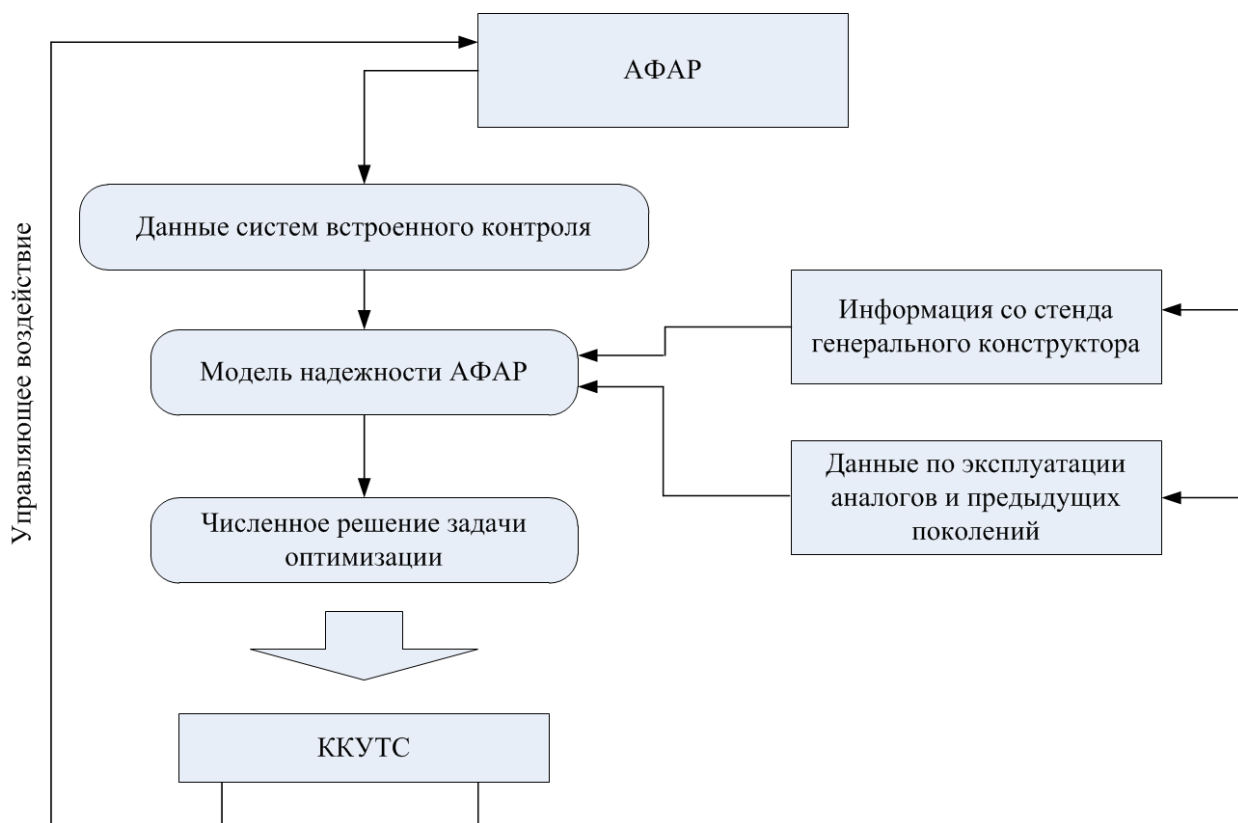 АФАР
Данные систем встроенного контроля
Управляющее воздействие
Информация со стенда
генерального конструктора
Модель надежности АФАР
Данные по эксплуатации
аналогов и предыдущих
поколений
Численное решение задачи
оптимизации
ККУТС